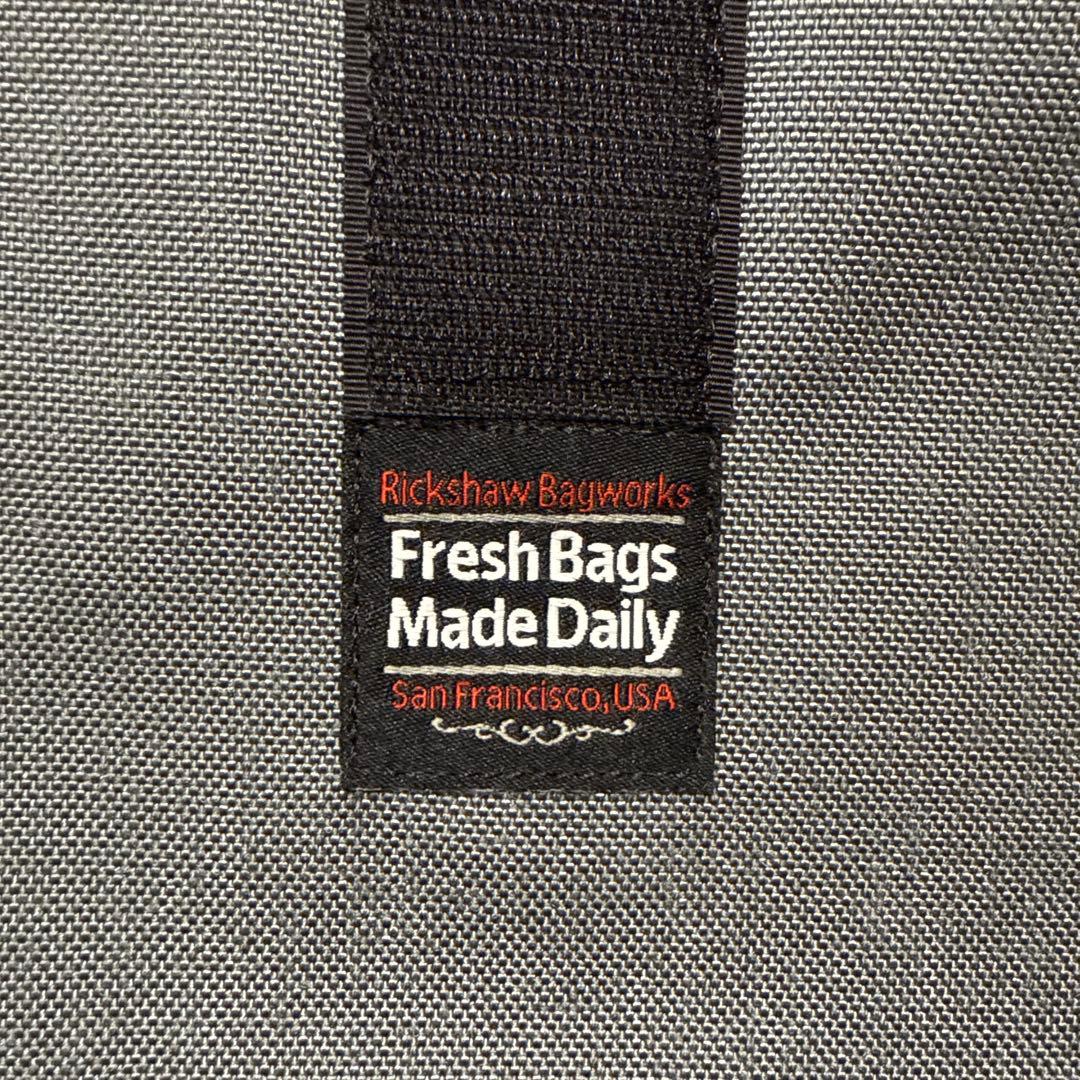 Rickshaw Bagworks
Fresh Bags
Made Daily
San Francisco, USA